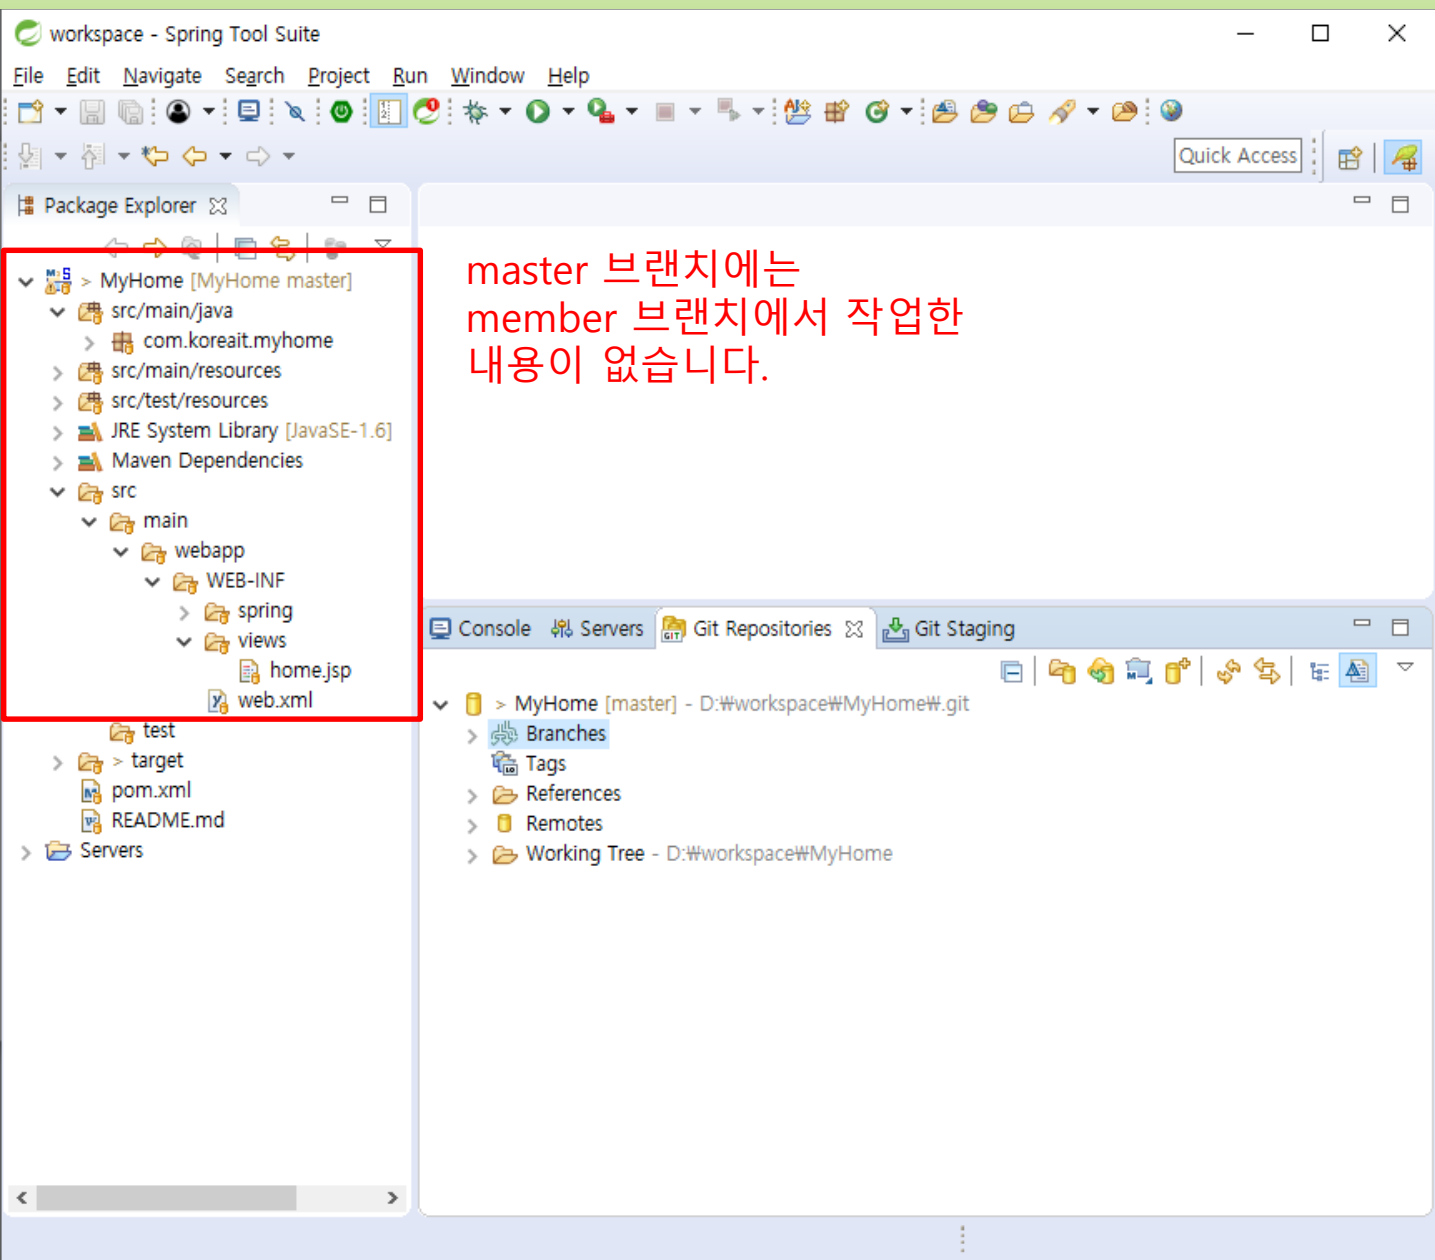 workspace - Spring Tool Suite
File Edit Navigate Search Project Run Window Help
Quick Access
Package Explorer
> MyHome [MyHome master]
src/main/java
com.koreait.myhome
src/main/resources
src/test/resources
JRE System Library [JavaSE-1.6]
Maven Dependencies
src
main
webapp
WEB-INF
spring
views
home.jsp
web.xml
test
> target
pom.xml
README.md
Servers
master 브랜치에는
member 브랜치에서 작업한
내용이 없습니다.
Console Servers Git Repositories Git Staging
> MyHome [master] - D:₩workspace₩MyHome₩.git
Branches
Tags
References
Remotes
Working Tree - D:₩workspace₩MyHome